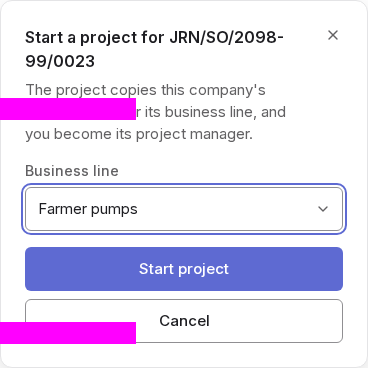 Start a project for JRN/SO/2098-
99/0023
The project copies this company's
its business line, and
you become its project manager.
Business line
Farmer pumps
Start project
Cancel